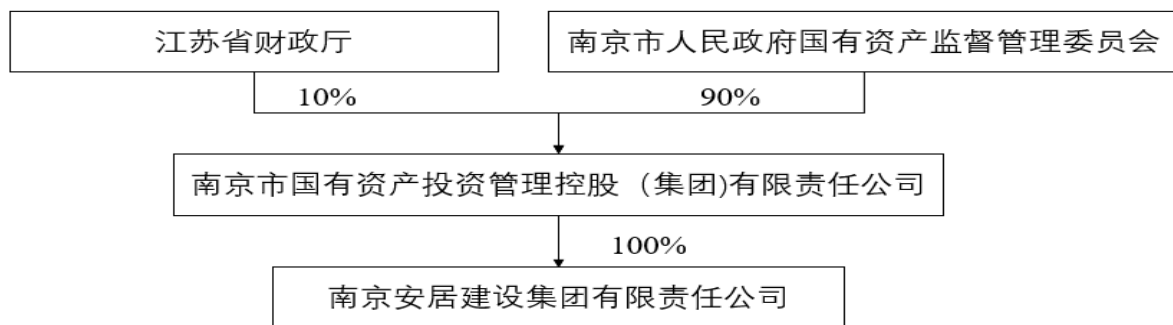 江苏省财政厅
南京市人民政府国有资产监督管理委员会
10%
90%
南京市国有资产投资管理控股（集团)有限责任公司
100%
南京安居建设集团有限责任公司